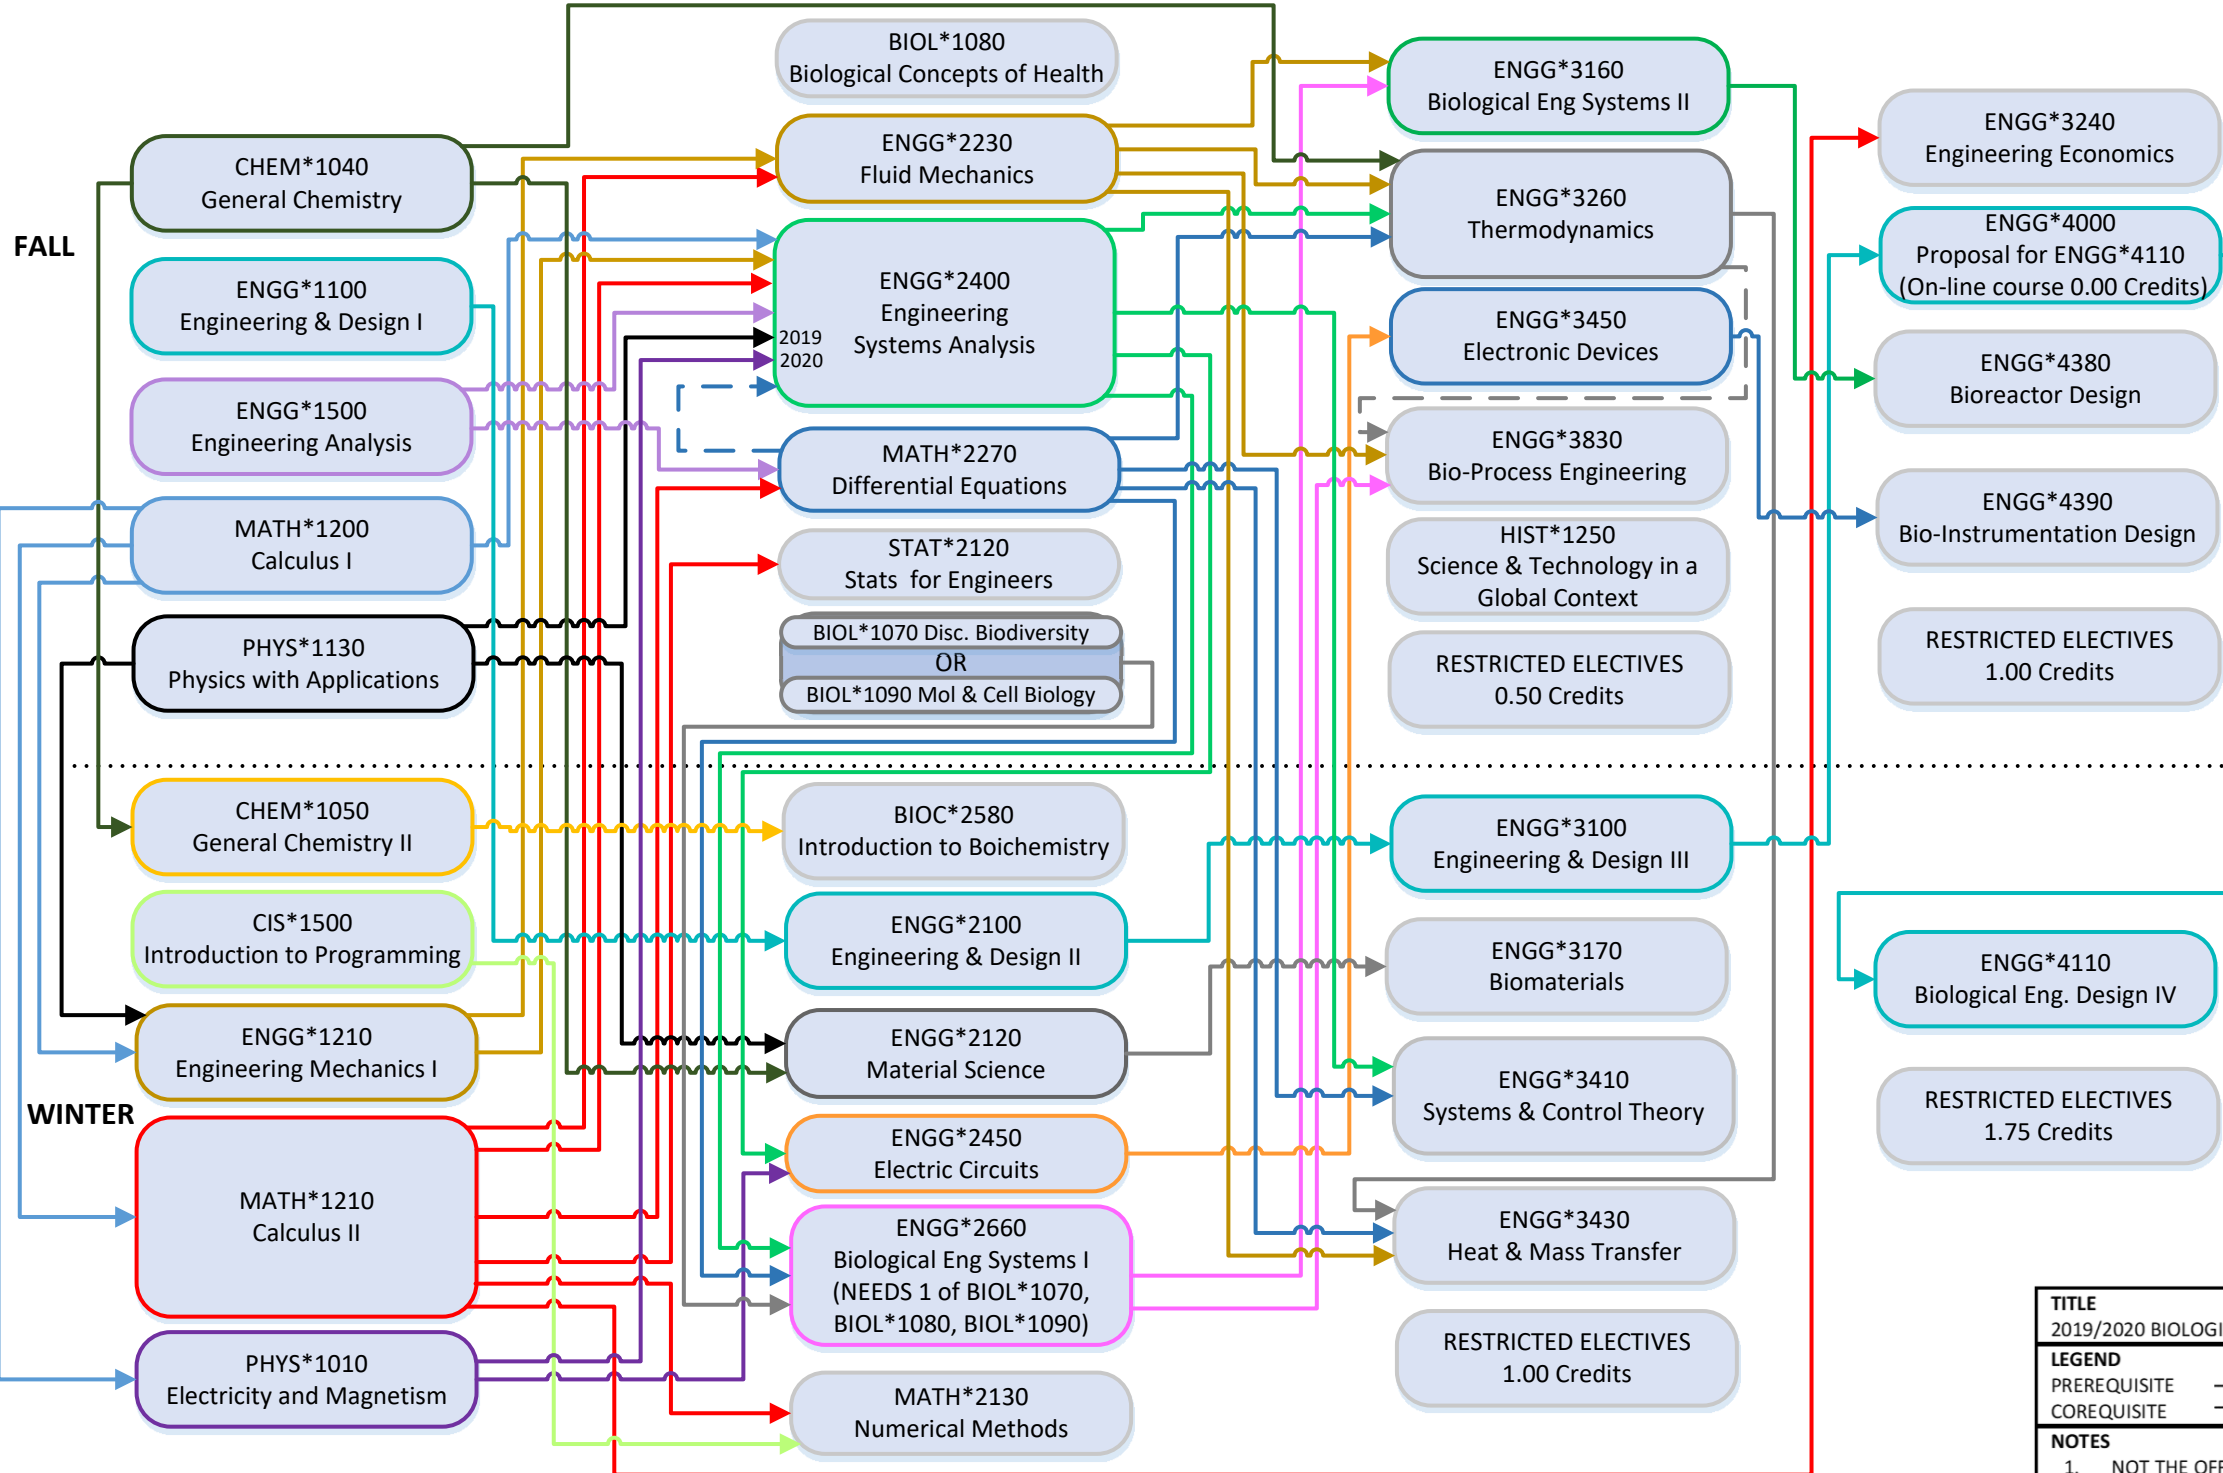 FALL
CHEM*1040
General Chemistry
ENGG*1100
Engineering & Design I
ENGG*1500
Engineering Analysis
MATH*1200
Calculus I
PHYS*1130
Physics with Applications
WINTER
CHEM*1050
General Chemistry II
CIS*1500
Introduction to Programming
ENGG*1210
Engineering Mechanics I
MATH*1210
Calculus II
PHYS*1010
Electricity and Magnetism
BIOL*1080
Biological Concepts of Health
ENGG*2230
Fluid Mechanics
ENGG*2400
Engineering
Systems Analysis
2019
2020
MATH*2270
Differential Equations
STAT*2120
Stats for Engineers
BIOL*1070 Disc. Biodiversity
OR
BIOL*1090 Mol & Cell Biology
BIOC*2580
Introduction to Boichemistry
ENGG*2100
Engineering & Design II
ENGG*2120
Material Science
ENGG*2450
Electric Circuits
ENGG*2660
Biological Eng Systems I
(NEEDS 1 of BIOL*1070,
BIOL*1080, BIOL*1090)
MATH*2130
Numerical Methods
ENGG*3160
Biological Eng Systems II
ENGG*3260
Thermodynamics
ENGG*3450
Electronic Devices
ENGG*3830
Bio-Process Engineering
HIST*1250
Science & Technology in a
Global Context
RESTRICTED ELECTIVES
0.50 Credits
ENGG*3100
Engineering & Design III
ENGG*3170
Biomaterials
ENGG*3410
Systems & Control Theory
ENGG*3430
Heat & Mass Transfer
RESTRICTED ELECTIVES
1.00 Credits
ENGG*3240
Engineering Economics
ENGG*4000
Proposal for ENGG*4110
(On-line course 0.00 Credits)
ENGG*4380
Bioreactor Design
ENGG*4390
Bio-Instrumentation Design
RESTRICTED ELECTIVES
1.00 Credits
ENGG*4110
Biological Eng. Design IV
RESTRICTED ELECTIVES
1.75 Credits
TITLE
2019/2020 BIOLOGI
LEGEND
PREREQUISITE
COREQUISITE
NOTES
1. NOT THE OFF